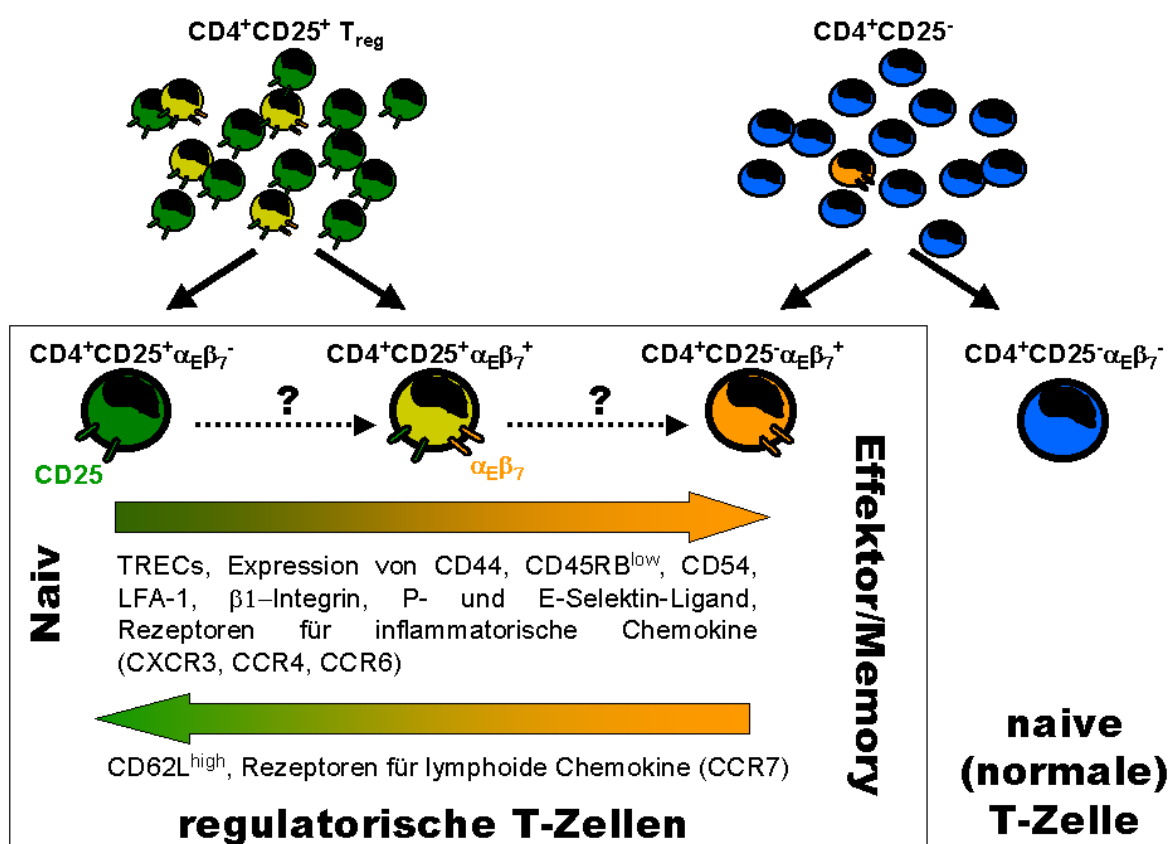 CD4⁺CD25⁺ Treg
CD4⁺CD25⁻
CD4⁺CD25⁺αEβ7⁻
CD4⁺CD25⁺αEβ7⁺
CD4⁺CD25⁻αEβ7⁺
CD4⁺CD25⁻αEβ7⁻
?
?
CD25
αEβ7
Naiv
Effektor/Memory
TRECs, Expression von CD44, CD45RBˡᵒʷ, CD54,
LFA-1, β1–Integrin, P- und E-Selektin-Ligand,
Rezeptoren für inflammatorische Chemokine
(CXCR3, CCR4, CCR6)
CD62Lʰⁱᵍʰ, Rezeptoren für lymphoide Chemokine (CCR7)
regulatorische T-Zellen
naive
(normale)
T-Zelle